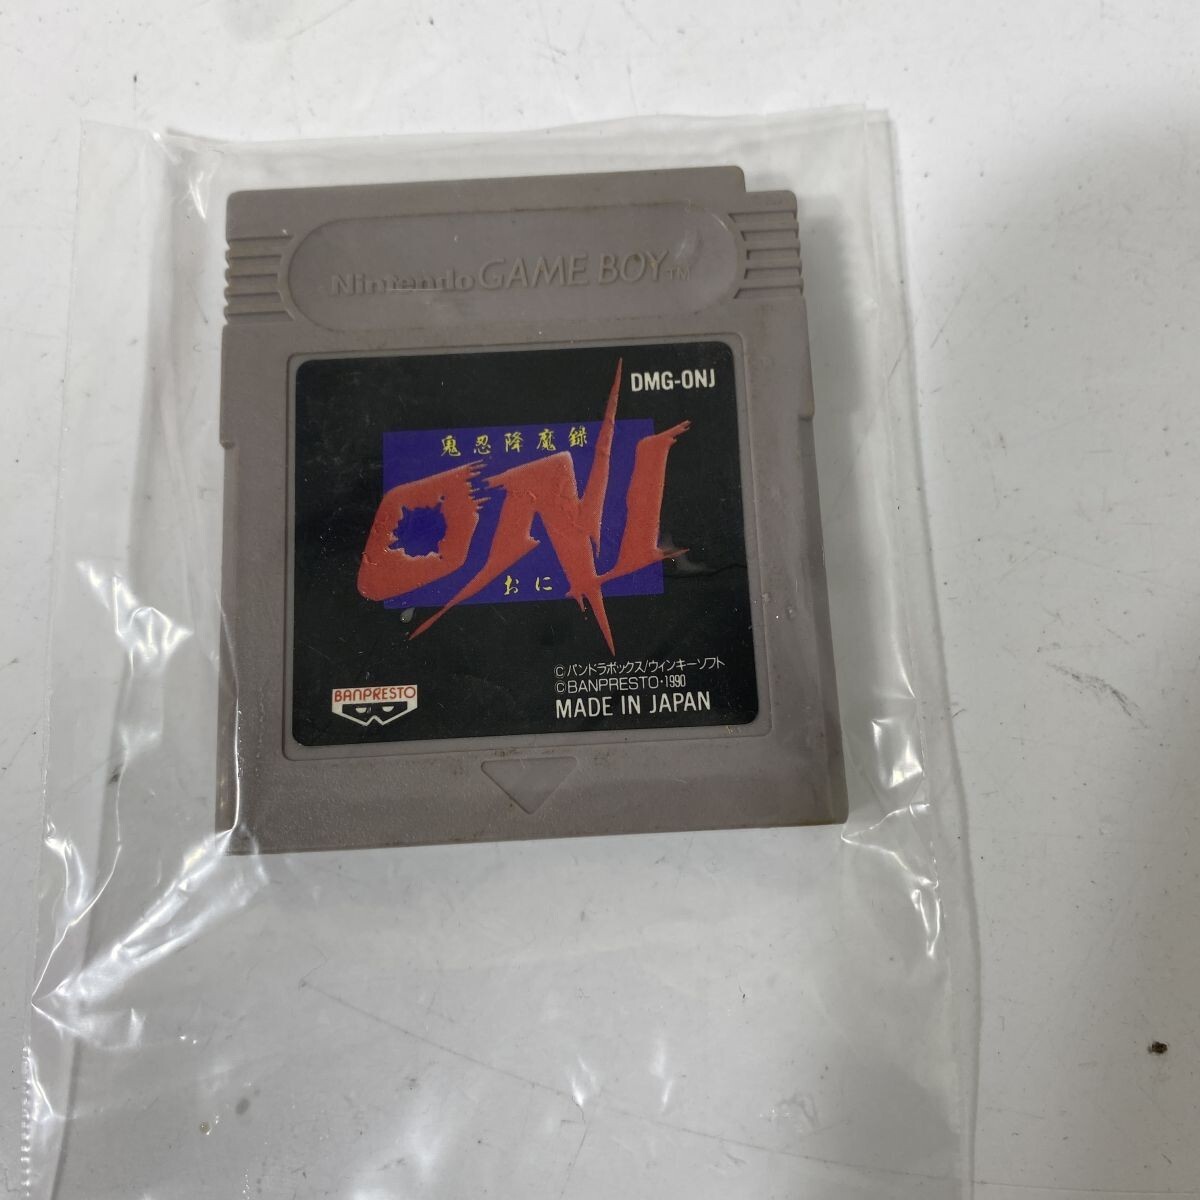 Nintendo GAME BOY™
DMG-ONJ
鬼忍降魔録
ONI
おに
©パンドラボックス/ウィンキーソフト
©BANPRESTO・1990
MADE IN JAPAN
BANPRESTO